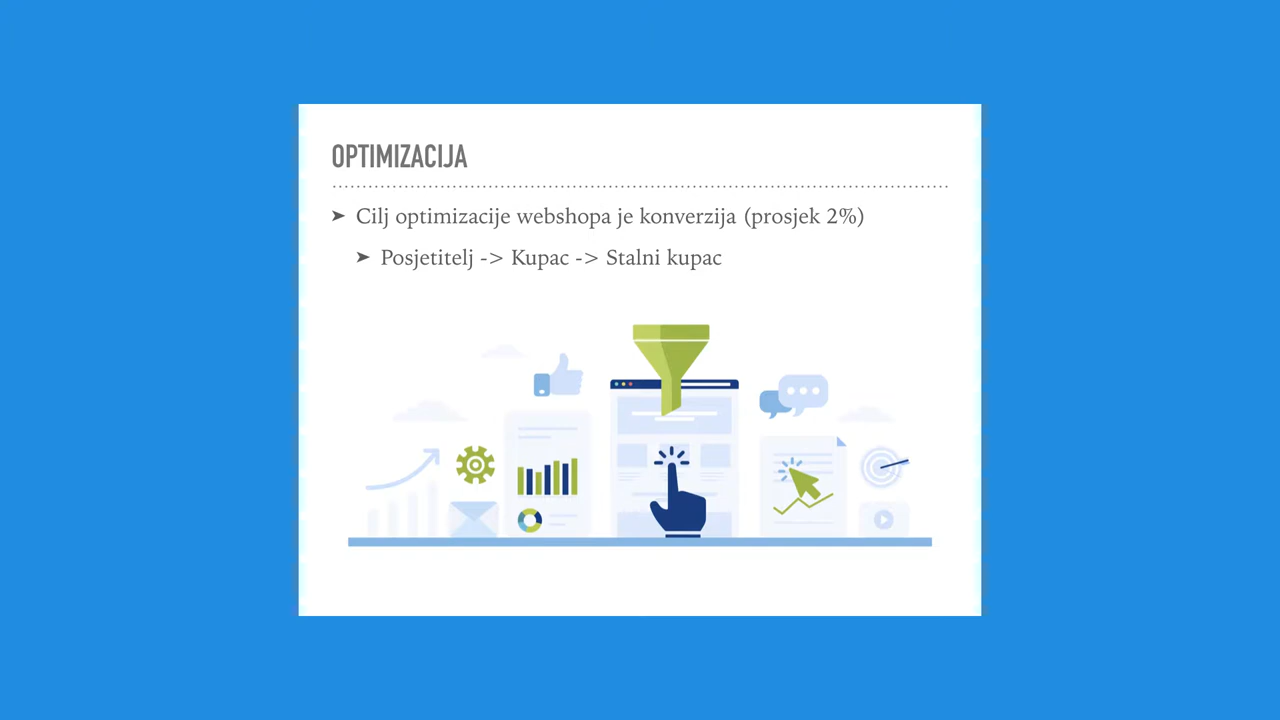 OPTIMIZACIJA
➤ Cilj optimizacije webshopa je konverzija (prosjek 2%)
➤ Posjetitelj -> Kupac -> Stalni kupac